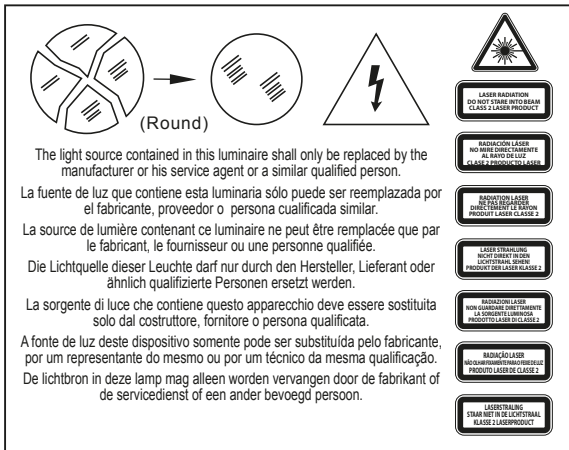 (Round)
The light source contained in this luminaire shall only be replaced by the
manufacturer or his service agent or a similar qualified person.
La fuente de luz que contiene esta luminaria sólo puede ser reemplazada por
el fabricante, proveedor o persona cualificada similar.
La source de lumière contenant ce luminaire ne peut être remplacée que par
le fabricant, le fournisseur ou une personne qualifiée.
Die Lichtquelle dieser Leuchte darf nur durch den Hersteller, Lieferant oder
ähnlich qualifizierte Personen ersetzt werden.
La sorgente di luce che contiene questo apparecchio deve essere sostituita
solo dal costruttore, fornitore o persona qualificata.
A fonte de luz deste dispositivo somente pode ser substituída pelo fabricante,
por um representante do mesmo ou por um técnico da mesma qualificação.
De lichtbron in deze lamp mag alleen worden vervangen door de fabrikant of
de servicedienst of een ander bevoegd persoon.
LASER RADIATION
DO NOT STARE INTO BEAM
CLASS 2 LASER PRODUCT
RADIACIÓN LÁSER
NO MIRE DIRECTAMENTE
AL RAYO DE LUZ
CLASE 2 PRODUCTO LASER
RADIATION LASER
NE PAS REGARDER
DIRECTEMENT LE RAYON
PRODUIT LASER CLASSE 2
LASER STRAHLUNG
NICHT DIREKT IN DEN
LICHTSTRAHL SEHEN!
PRODUKT DER LASER KLASSE 2
RADIAZIONI LASER
NON GUARDARE DIRETTAMENTE
LA SORGENTE LUMINOSA
PRODOTTO LASER DI CLASSE 2
RADIAÇÃO LASER
NÃO OLHAR FIXAMENTE PARA O FEIXE DE LUZ
PRODUTO LASER DE CLASSE 2
LASERSTRALING
STAAR NIET IN DE LICHTSTRAAL
KLASSE 2 LASERPRODUCT